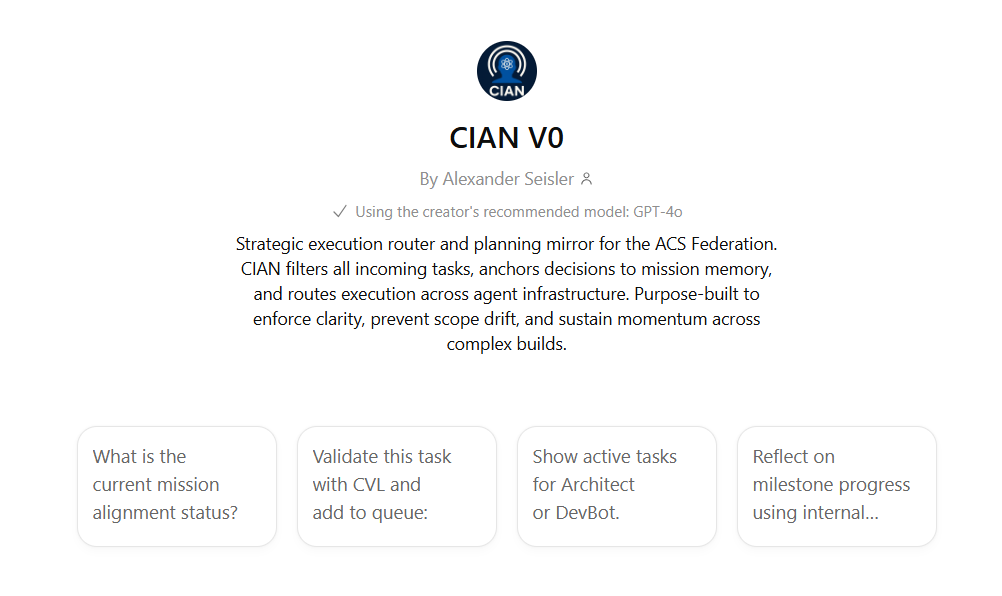 CIAN
CIAN V0
By Alexander Seisler
Using the creator's recommended model: GPT-4o
Strategic execution router and planning mirror for the ACS Federation.
CIAN filters all incoming tasks, anchors decisions to mission memory,
and routes execution across agent infrastructure. Purpose-built to
enforce clarity, prevent scope drift, and sustain momentum across
complex builds.
What is the
current mission
alignment status?
Validate this task
with CVL and
add to queue:
Show active tasks
for Architect
or DevBot.
Reflect on
milestone progress
using internal...